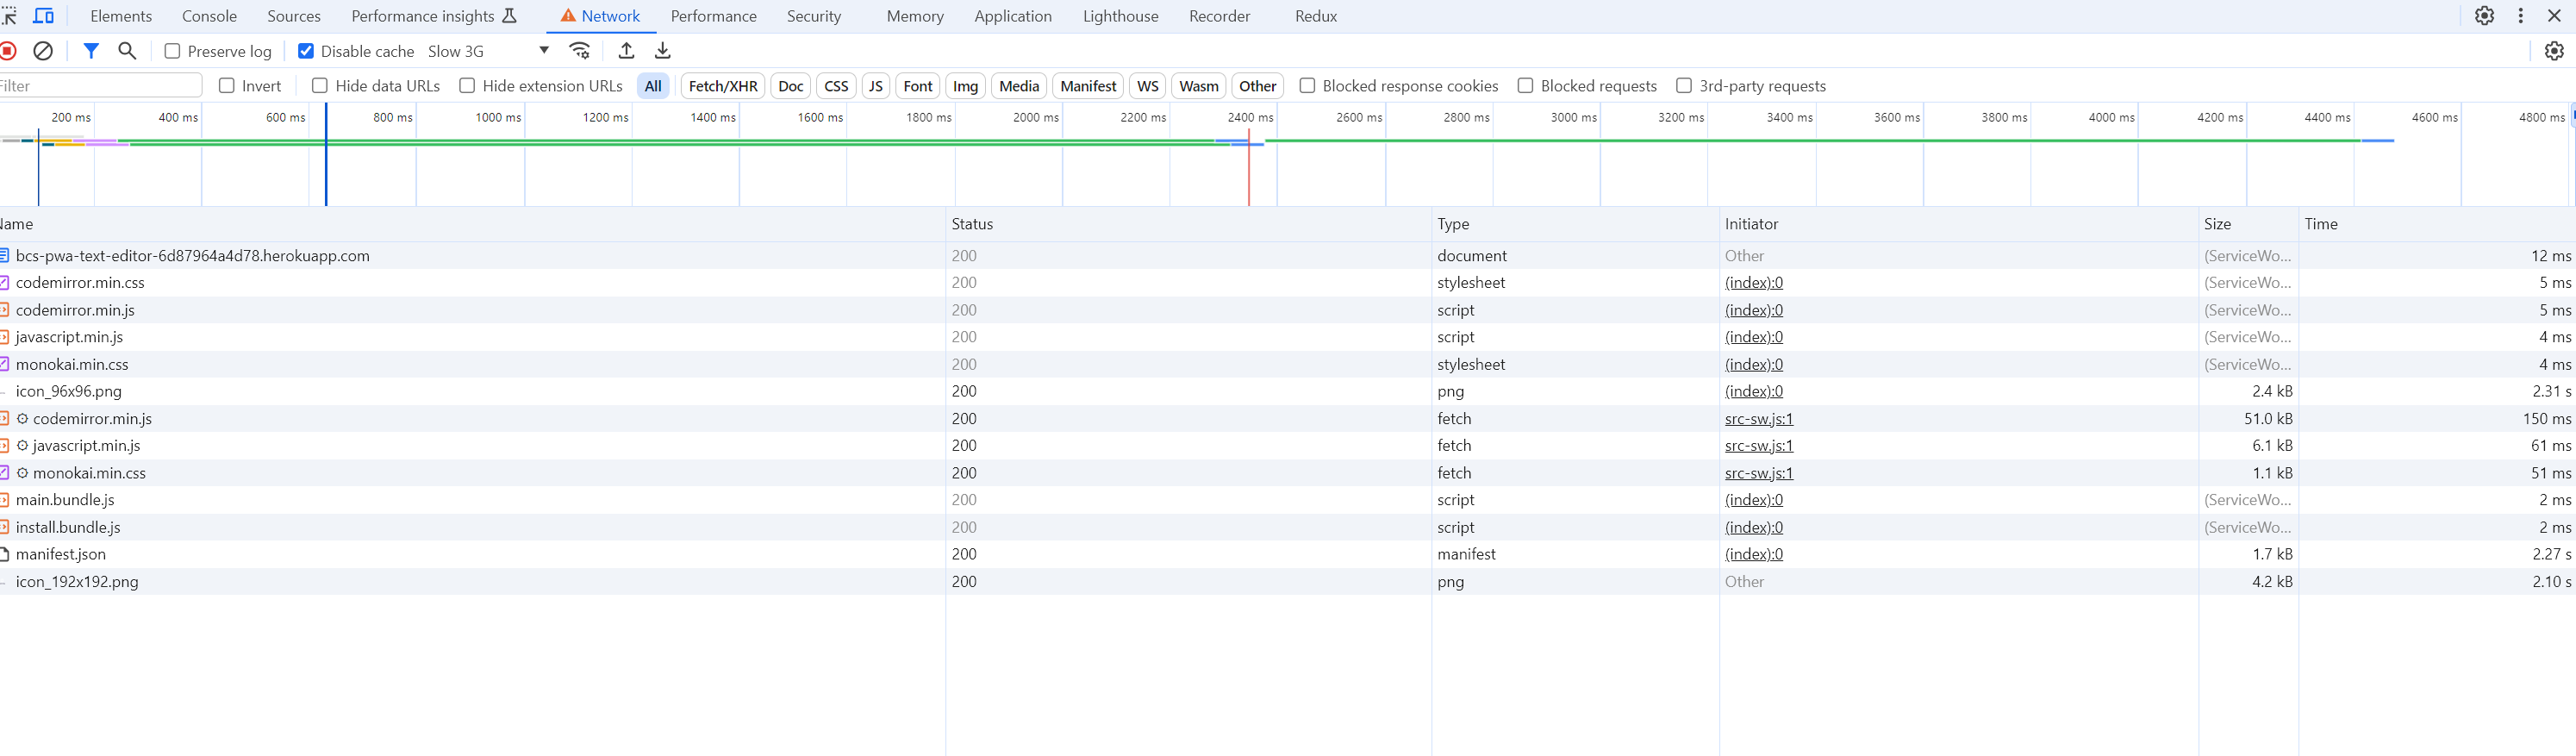 Elements Console Sources Performance insights Network Performance Security Memory Application Lighthouse Recorder Redux
Preserve log Disable cache Slow 3G
Filter Invert Hide data URLs Hide extension URLs All Fetch/XHR Doc CSS JS Font Img Media Manifest WS Wasm Other Blocked response cookies Blocked requests 3rd-party requests
200 ms 400 ms 600 ms 800 ms 1000 ms 1200 ms 1400 ms 1600 ms 1800 ms 2000 ms 2200 ms 2400 ms 2600 ms 2800 ms 3000 ms 3200 ms 3400 ms 3600 ms 3800 ms 4000 ms 4200 ms 4400 ms 4600 ms 4800 ms
Name Status Type Initiator Size Time
bcs-pwa-text-editor-6d87964a4d78.herokuapp.com 200 document Other (ServiceWo... 12 ms
codemirror.min.css 200 stylesheet (index):0 (ServiceWo... 5 ms
codemirror.min.js 200 script (index):0 (ServiceWo... 5 ms
javascript.min.js 200 script (index):0 (ServiceWo... 4 ms
monokai.min.css 200 stylesheet (index):0 (ServiceWo... 4 ms
icon_96x96.png 200 png (index):0 2.4 kB 2.31 s
codemirror.min.js 200 fetch src-sw.js:1 51.0 kB 150 ms
javascript.min.js 200 fetch src-sw.js:1 6.1 kB 61 ms
monokai.min.css 200 fetch src-sw.js:1 1.1 kB 51 ms
main.bundle.js 200 script (index):0 (ServiceWo... 2 ms
install.bundle.js 200 script (index):0 (ServiceWo... 2 ms
manifest.json 200 manifest (index):0 1.7 kB 2.27 s
icon_192x192.png 200 png Other 4.2 kB 2.10 s